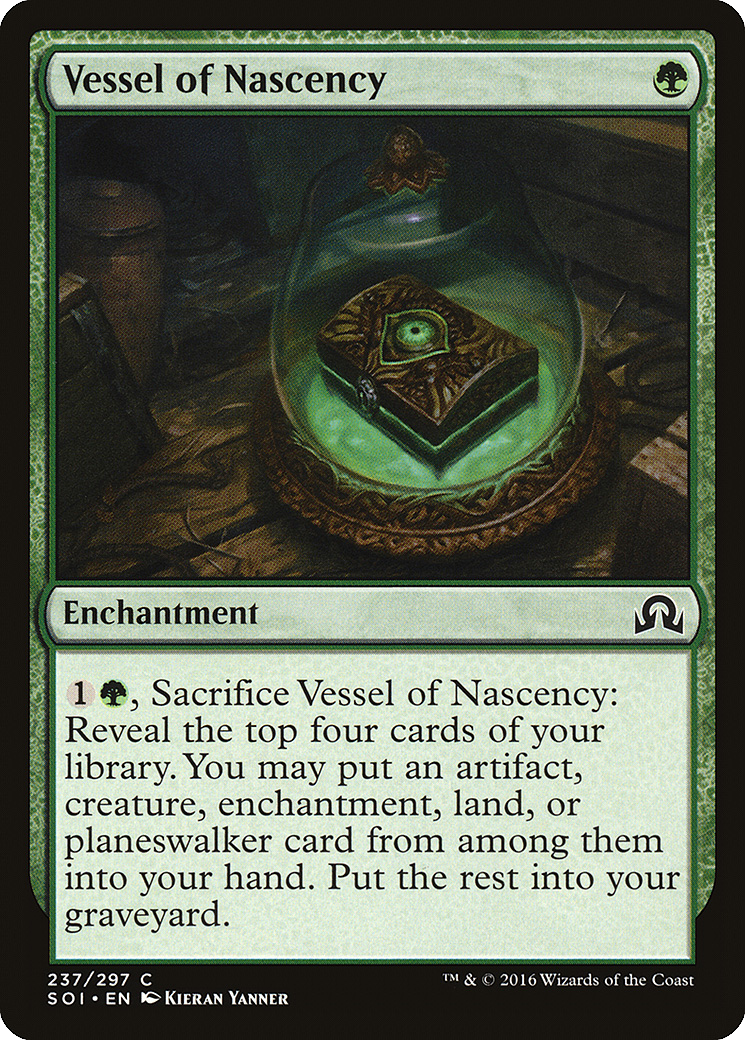 Vessel of Nascency
Enchantment
1, Sacrifice Vessel of Nascency:
Reveal the top four cards of your
library. You may put an artifact,
creature, enchantment, land, or
planeswalker card from among them
into your hand. Put the rest into your
graveyard.
237/297 C
SOI • EN Kieran Yanner
™ & © 2016 Wizards of the Coast